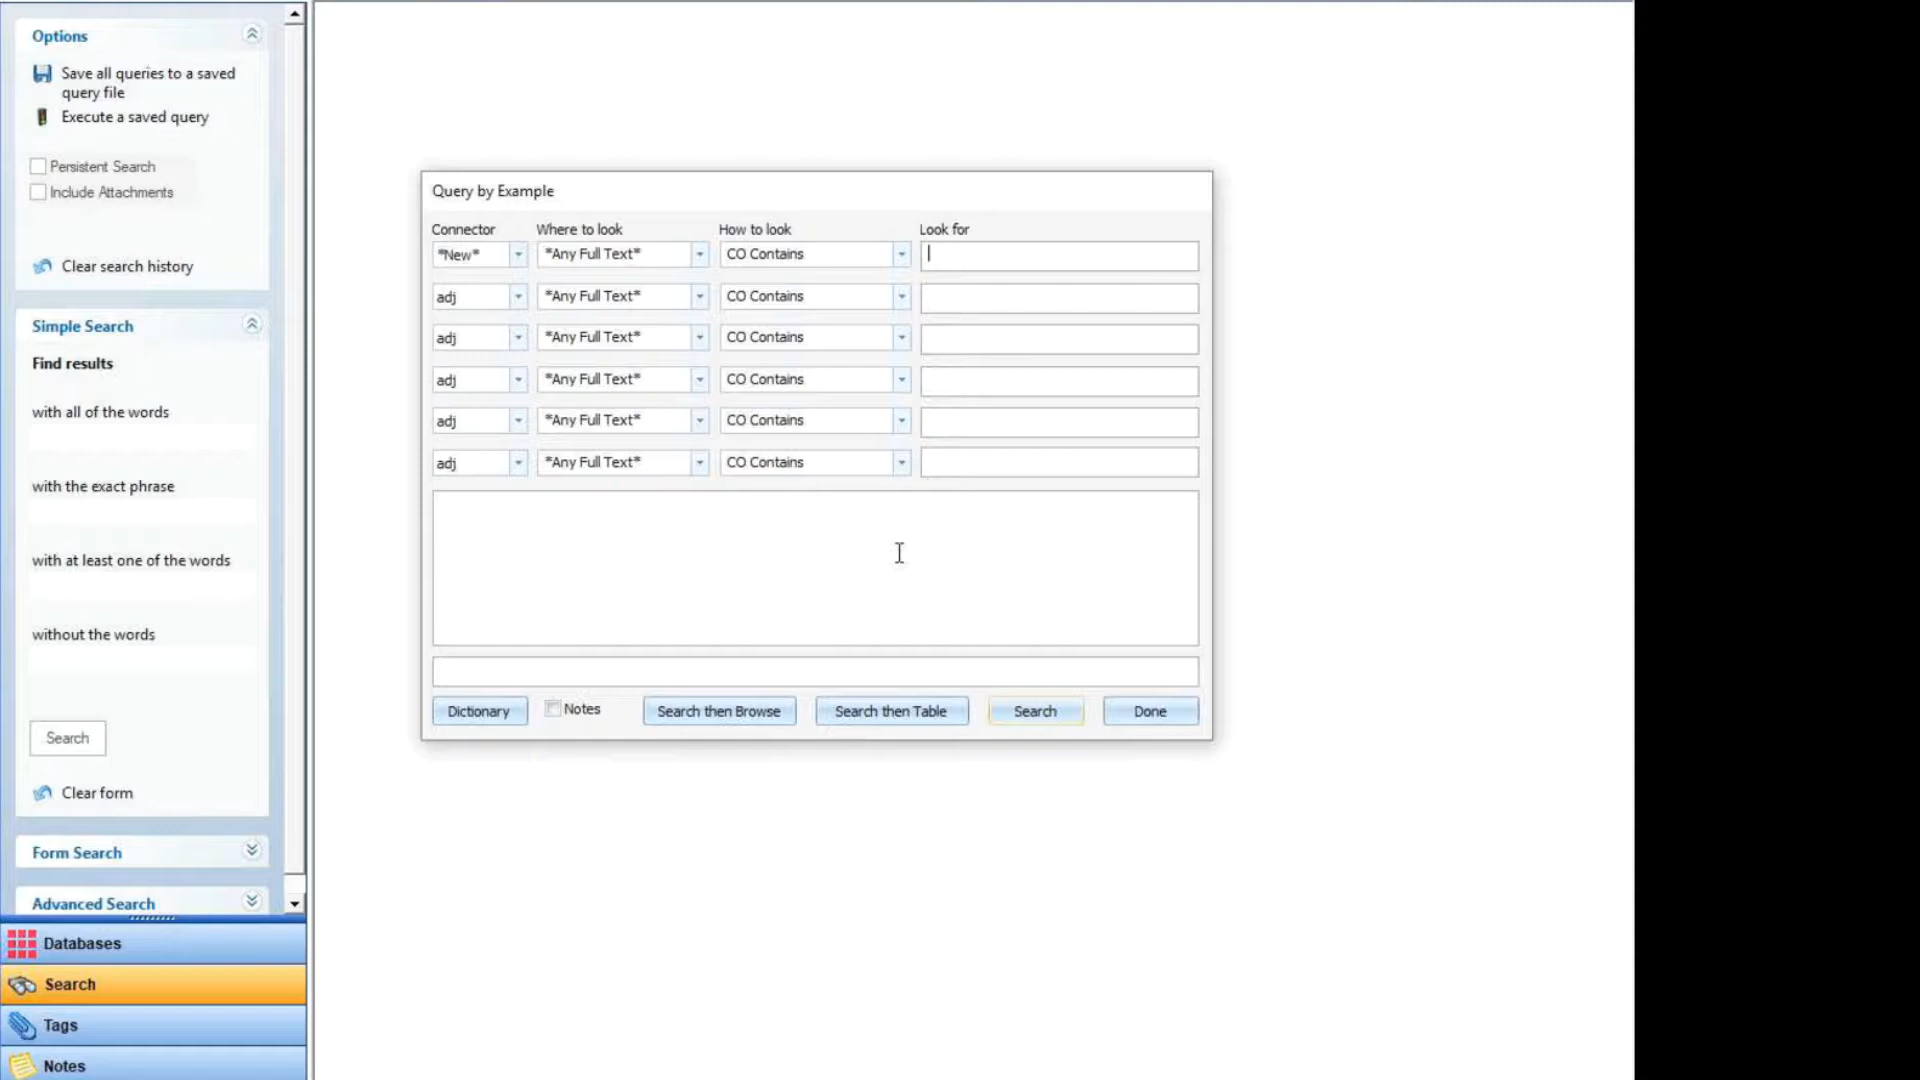 Options
Save all queries to a saved
query file
Execute a saved query
Persistent Search
Include Attachments
Clear search history
Simple Search
Find results
with all of the words
with the exact phrase
with at least one of the words
without the words
Search
Clear form
Form Search
Advanced Search
Databases
Search
Tags
Notes
Query by Example
Connector Where to look How to look Look for
*New* *Any Full Text* CO Contains
adj *Any Full Text* CO Contains
adj *Any Full Text* CO Contains
adj *Any Full Text* CO Contains
adj *Any Full Text* CO Contains
adj *Any Full Text* CO Contains
Dictionary Notes Search then Browse Search then Table Search Done